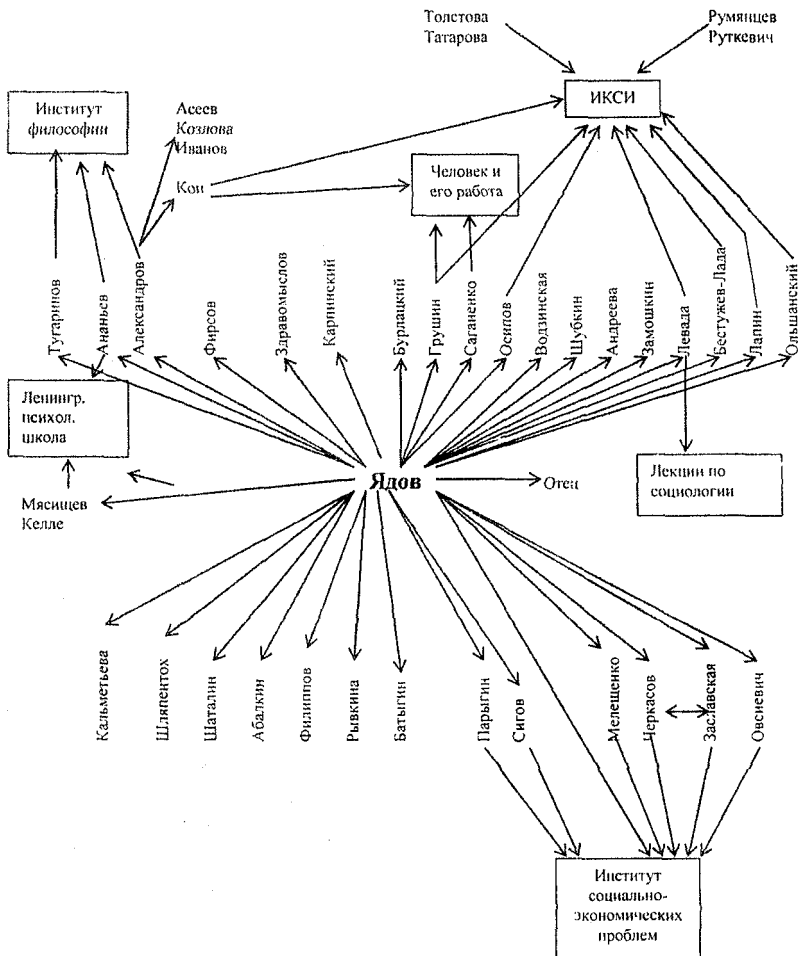 Толстова
Татарова
Румянцев
Руткевич
ИКСИ
Институт
философии
Асеев
Козлова
Иванов
Кон
Человек и
его работа
Тугаринов
Ананьев
Александров
Фирсов
Здравомыслов
Карпинский
Бурлацкий
Грушин
Саганенко
Осипов
Водзинская
Шубкин
Андреева
Замошкин
Левада
Бестужев-Лада
Лапин
Ольшанский
Ленингр.
психол.
школа
Лекции по
социологии
Ядов
Отец
Мясищев
Келле
Кальметьева
Шляпентох
Шаталин
Абалкин
Филиппов
Рывкина
Батыгин
Парыгин
Сигов
Мелещенко
Черкасов
Заславская
Овсиевич
Институт
социально-
экономических
проблем